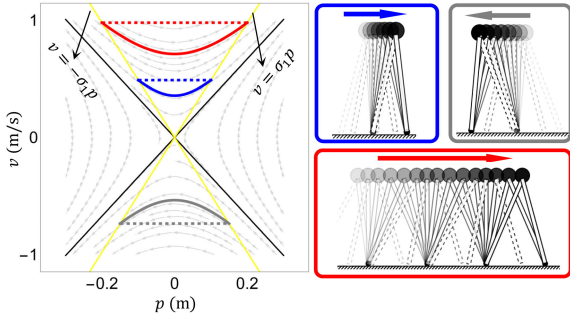 1
v = -σ₁p
v = σ₁p
v (m/s)
0
-1
-0.2
0
0.2
p (m)